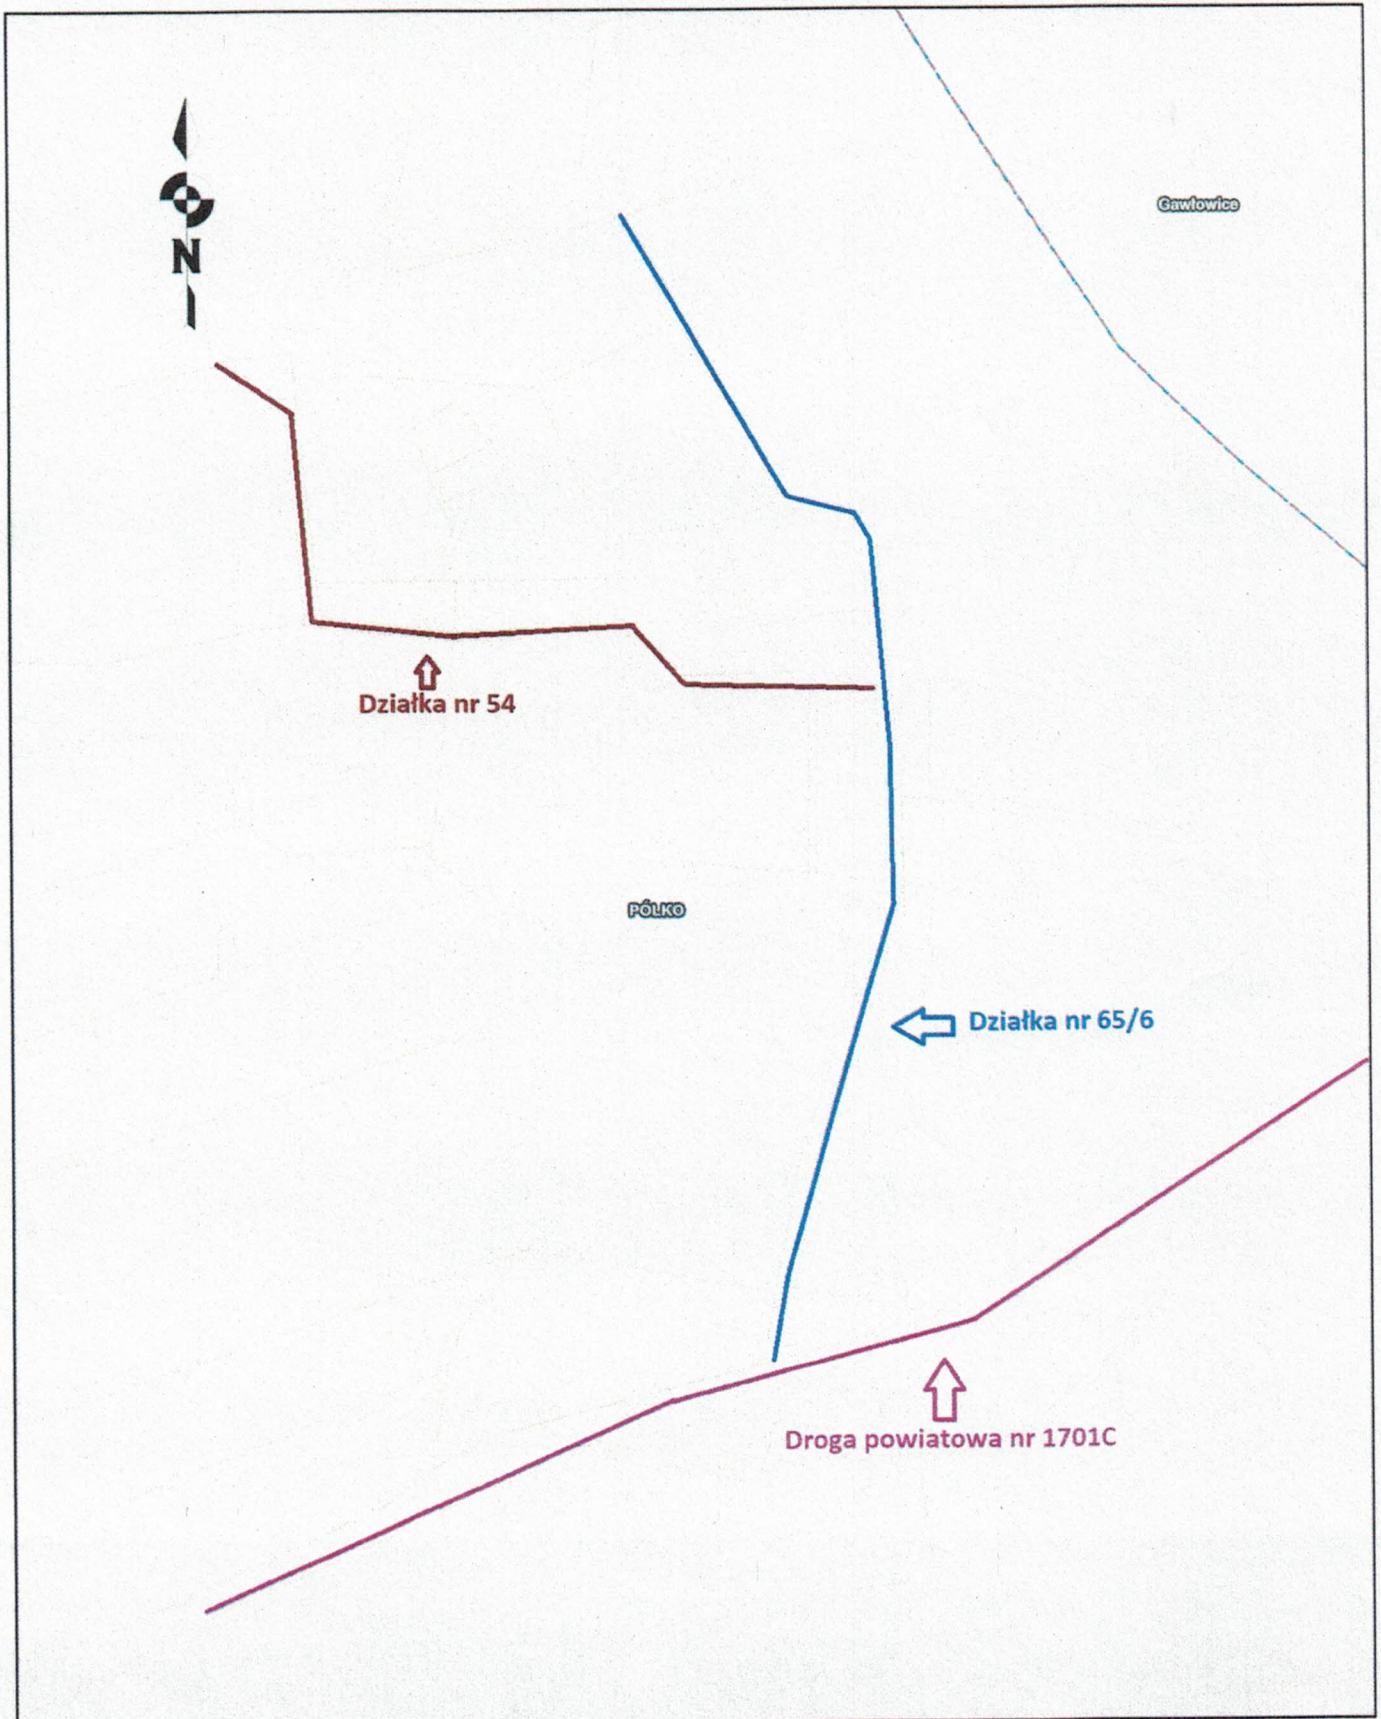 Gawłowice
N
Działka nr 54
PÓLKO
Działka nr 65/6
Droga powiatowa nr 1701C